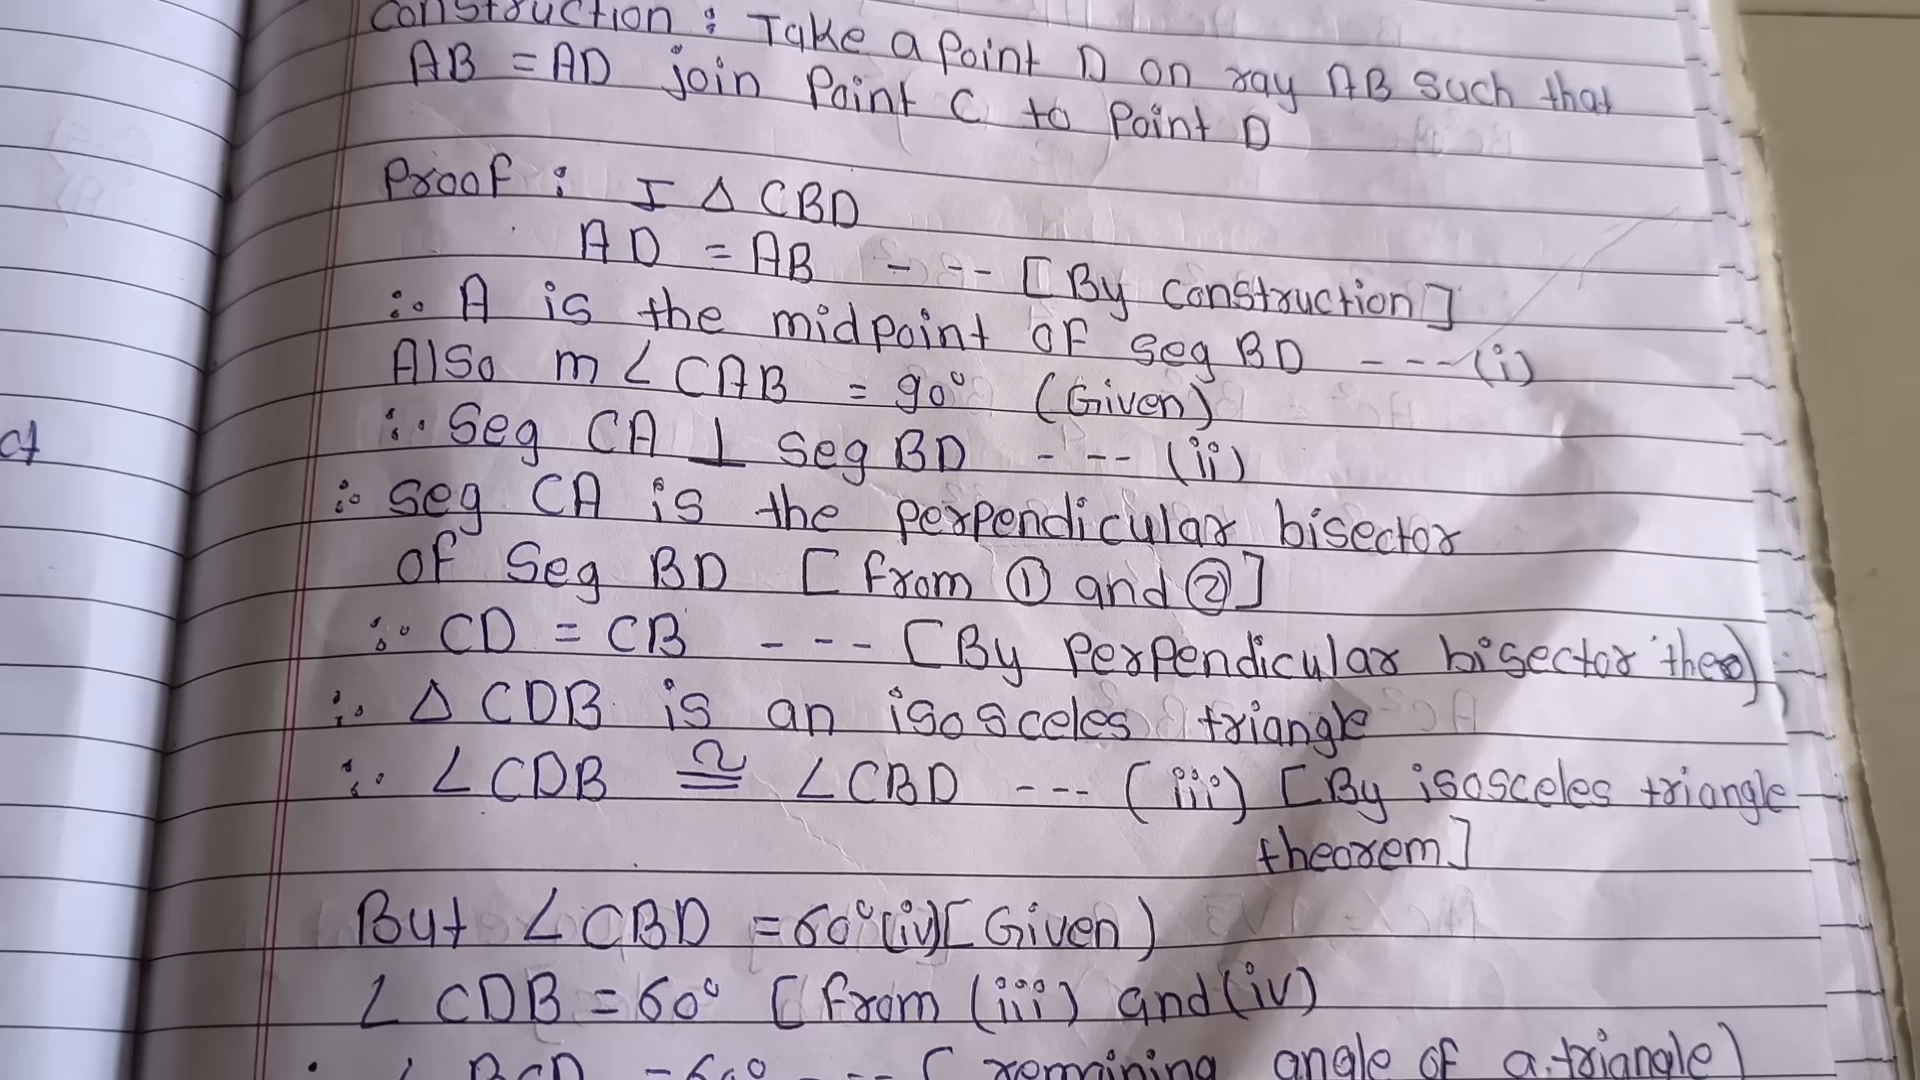 Construction : Take a point D on ray AB such that
AB = AD join Point C to Point D
Proof : I △ CBD
AD = AB --- [By construction]
∴ A is the midpoint of seg BD ---- (i)
Also m ∠CAB = 90° (Given)
∴ Seg CA ⊥ seg BD --- (ii)
∴ seg CA is the perpendicular bisector
of seg BD [from ① and ②]
∴ CD = CB --- [By perpendicular bisector theo)
∴ △ CDB is an isosceles triangle
∴ ∠CDB ≅ ∠CBD --- (iii) [By isosceles triangle
theorem]
But ∠CBD = 60° (iv) [Given)
∠ CDB = 60° [from (iii) and (iv)
∴ ∠ BCD = 60° --- ( remaining angle of a triangle)